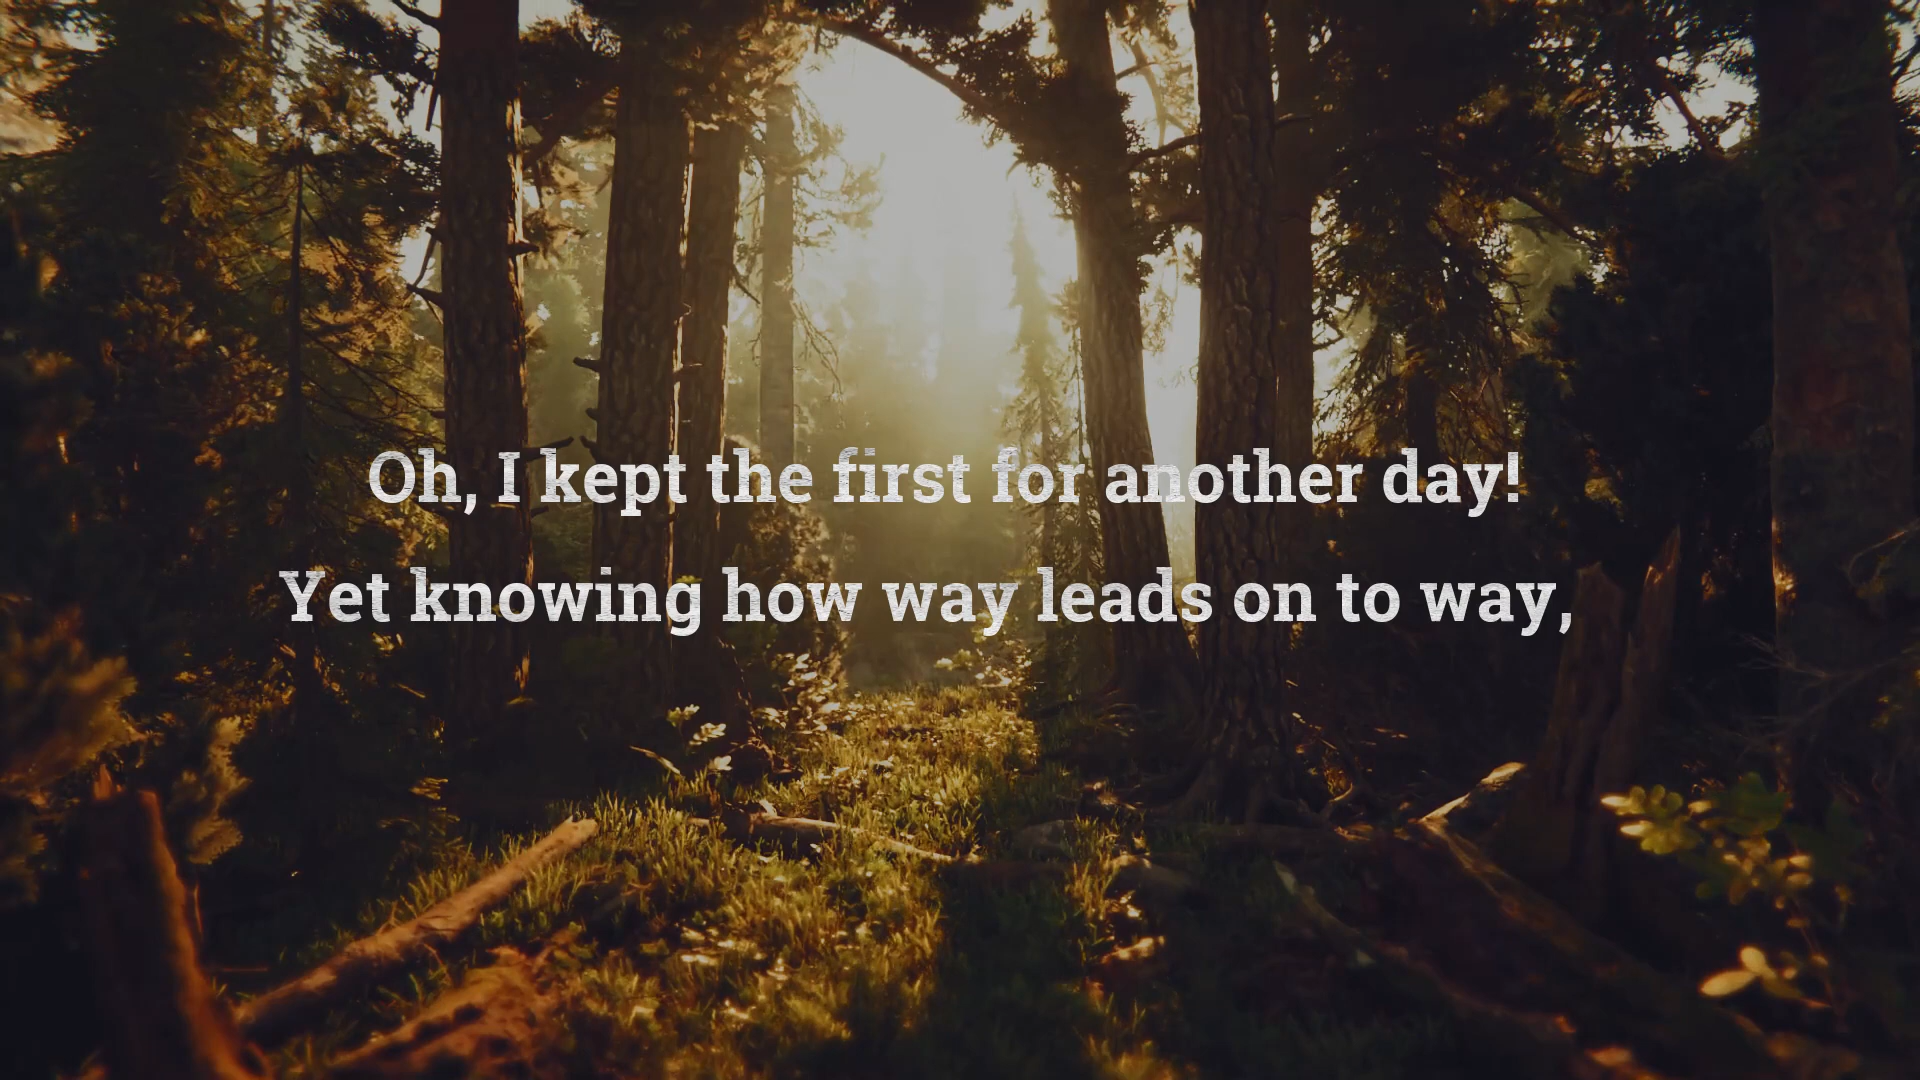 Oh, I kept the first for another day!
Yet knowing how way leads on to way,